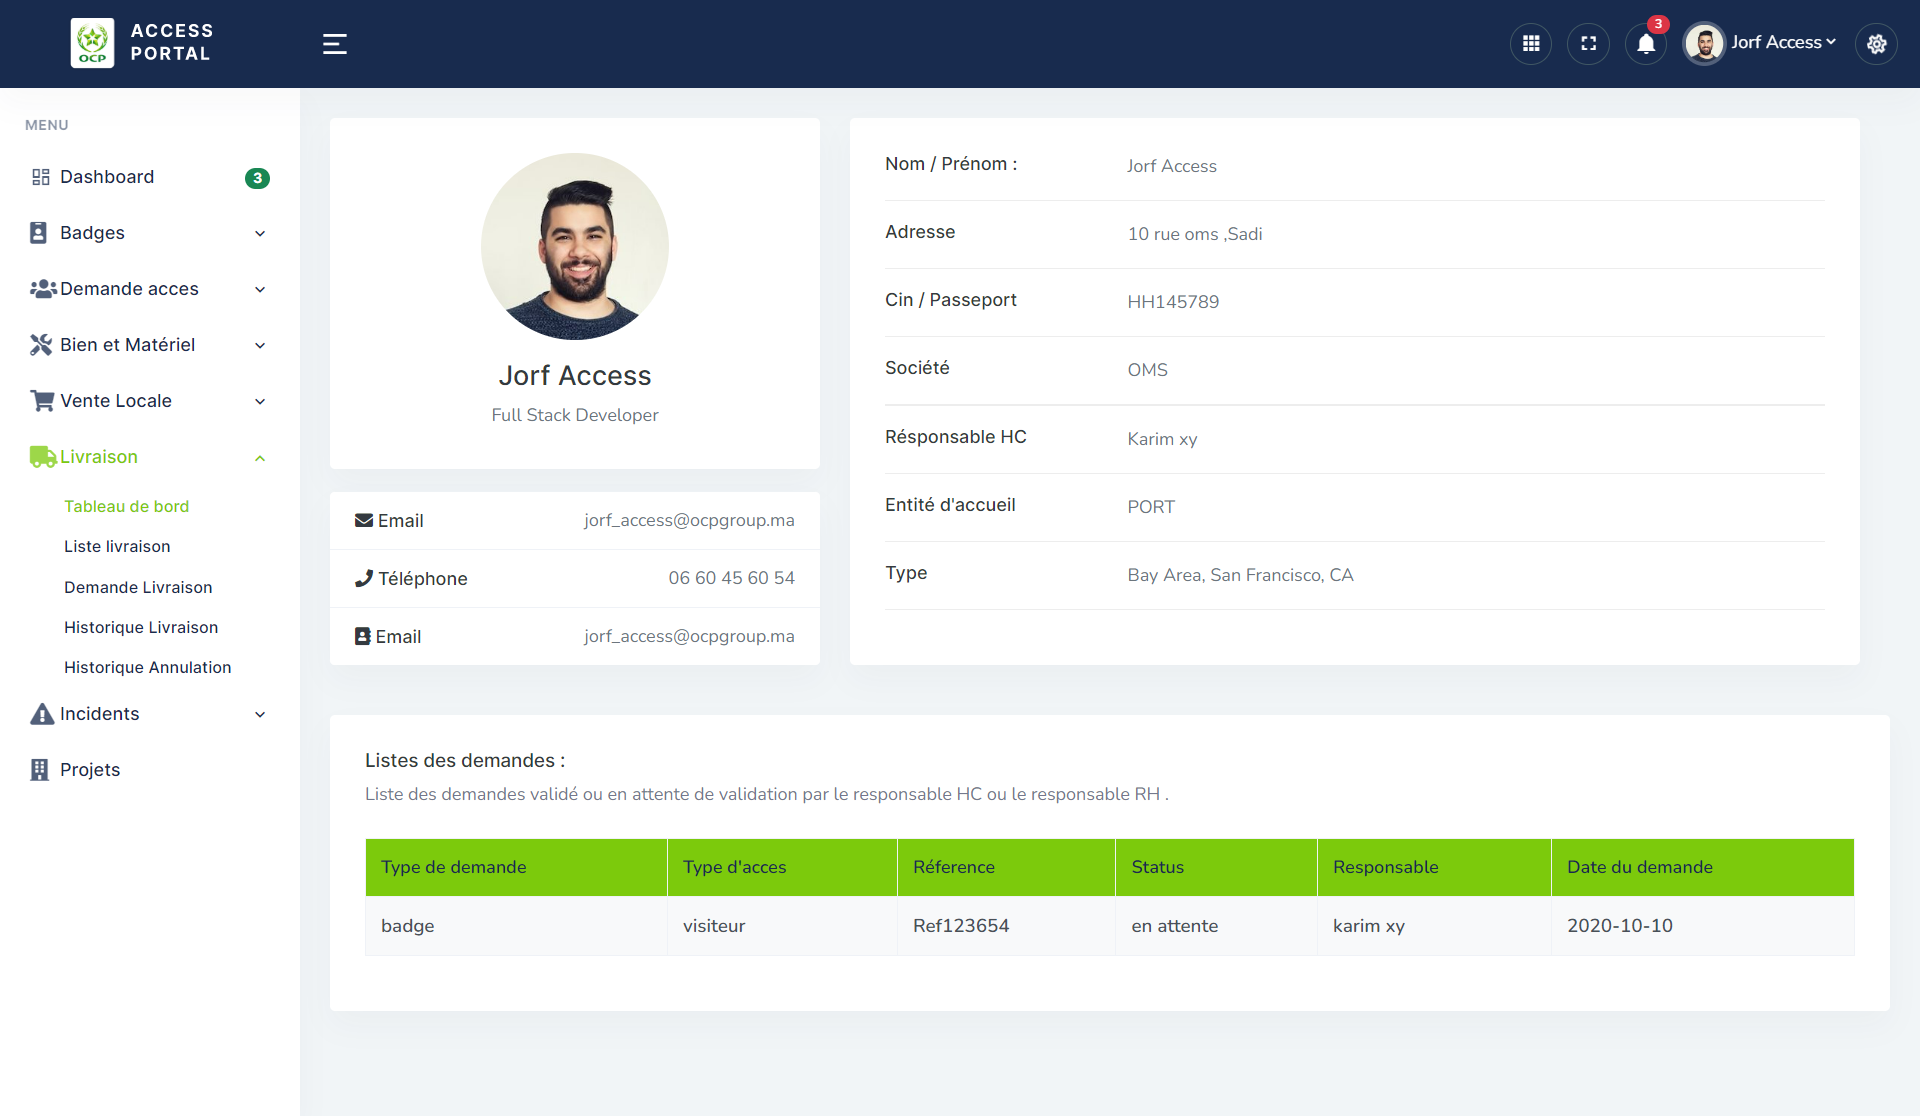 OCP
ACCESS
PORTAL
3
Jorf Access
MENU
Dashboard 3
Badges
Demande acces
Bien et Matériel
Vente Locale
Livraison
Tableau de bord
Liste livraison
Demande Livraison
Historique Livraison
Historique Annulation
Incidents
Projets
Jorf Access
Full Stack Developer
Email jorf_access@ocpgroup.ma
Téléphone 06 60 45 60 54
Email jorf_access@ocpgroup.ma
Nom / Prénom : Jorf Access
Adresse 10 rue oms ,Sadi
Cin / Passeport HH145789
Société OMS
Résponsable HC Karim xy
Entité d'accueil PORT
Type Bay Area, San Francisco, CA
Listes des demandes :
Liste des demandes validé ou en attente de validation par le responsable HC ou le responsable RH .
Type de demande Type d'acces Réference Status Responsable Date du demande
badge visiteur Ref123654 en attente karim xy 2020-10-10